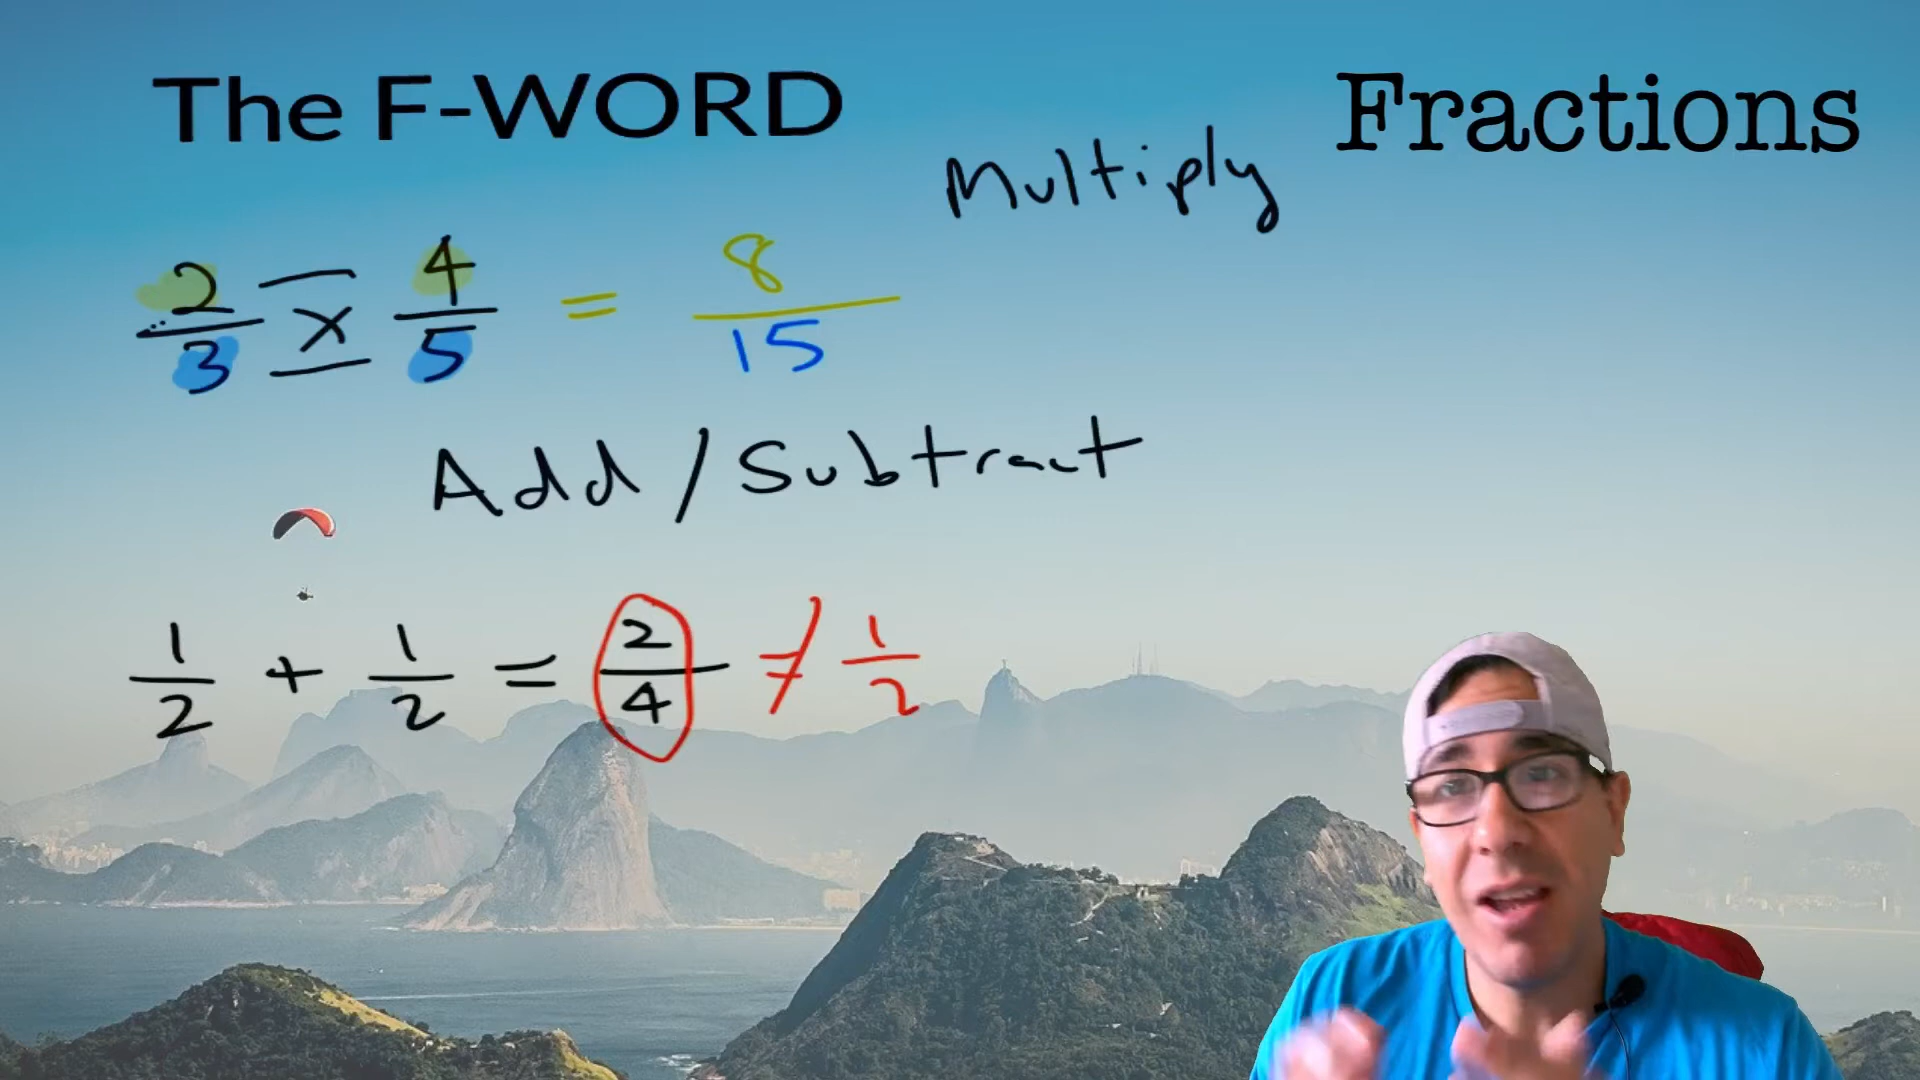 The F-WORD
Fractions
Multiply
2/3 × 4/5 = 8/15
Add/Subtract
1/2 + 1/2 = 2/4 ≠ 1/2